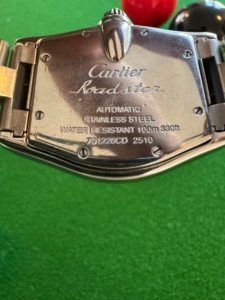 Cartier
Roadster
AUTOMATIC
STAINLESS STEEL
WATER RESISTANT 100m 330ft
2510